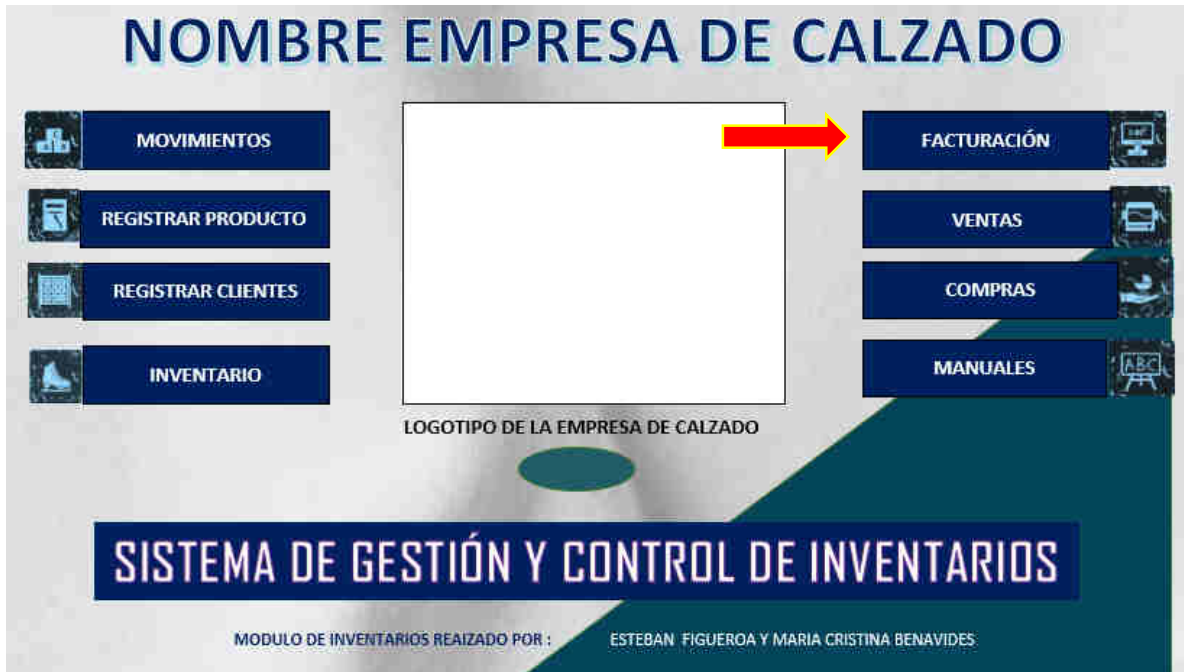 NOMBRE EMPRESA DE CALZADO
MOVIMIENTOS
REGISTRAR PRODUCTO
REGISTRAR CLIENTES
INVENTARIO
FACTURACIÓN
VENTAS
COMPRAS
MANUALES
ABC
LOGOTIPO DE LA EMPRESA DE CALZADO
SISTEMA DE GESTIÓN Y CONTROL DE INVENTARIOS
MODULO DE INVENTARIOS REAIZADO POR : ESTEBAN FIGUEROA Y MARIA CRISTINA BENAVIDES